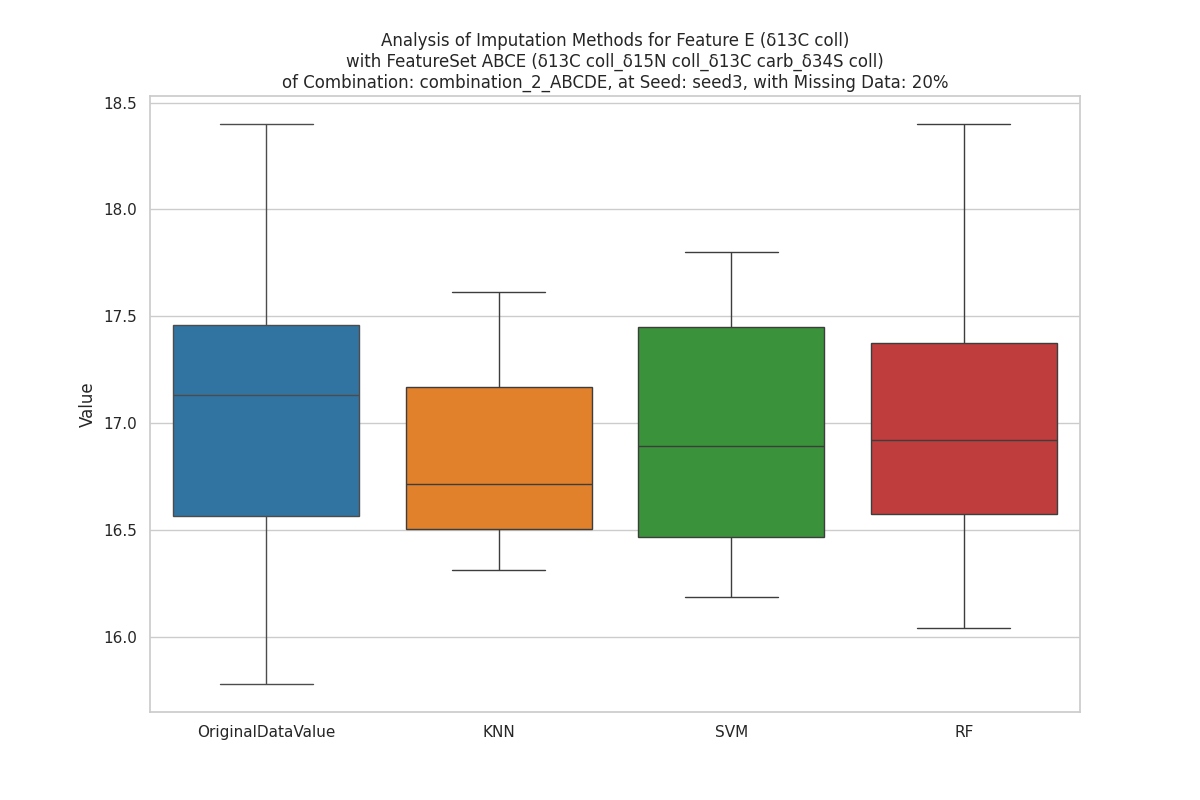 Analysis of Imputation Methods for Feature E (δ13C coll)
with FeatureSet ABCE (δ13C coll_δ15N coll_δ13C carb_δ34S coll)
of Combination: combination_2_ABCDE, at Seed: seed3, with Missing Data: 20%
18.5
18.0
17.5
17.0
16.5
16.0
Value
OriginalDataValue
KNN
SVM
RF